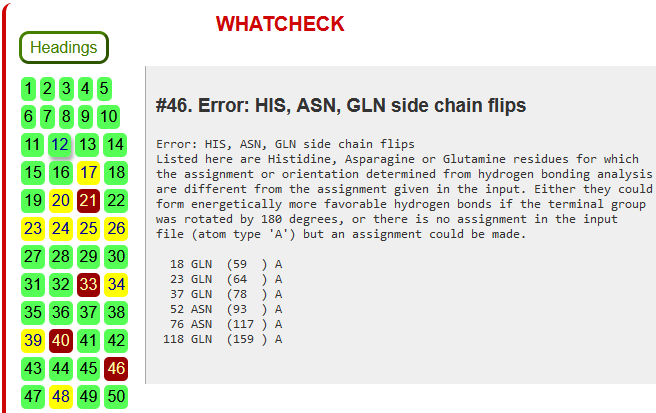 WHATCHECK
Headings
1 2 3 4 5
6 7 8 9 10
11 12 13 14
15 16 17 18
19 20 21 22
23 24 25 26
27 28 29 30
31 32 33 34
35 36 37 38
39 40 41 42
43 44 45 46
47 48 49 50
#46. Error: HIS, ASN, GLN side chain flips
Error: HIS, ASN, GLN side chain flips
Listed here are Histidine, Asparagine or Glutamine residues for which
the assignment or orientation determined from hydrogen bonding analysis
are different from the assignment given in the input. Either they could
form energetically more favorable hydrogen bonds if the terminal group
was rotated by 180 degrees, or there is no assignment in the input
file (atom type 'A') but an assignment could be made.
18 GLN (59 ) A
23 GLN (64 ) A
37 GLN (78 ) A
52 ASN (93 ) A
76 ASN (117 ) A
118 GLN (159 ) A